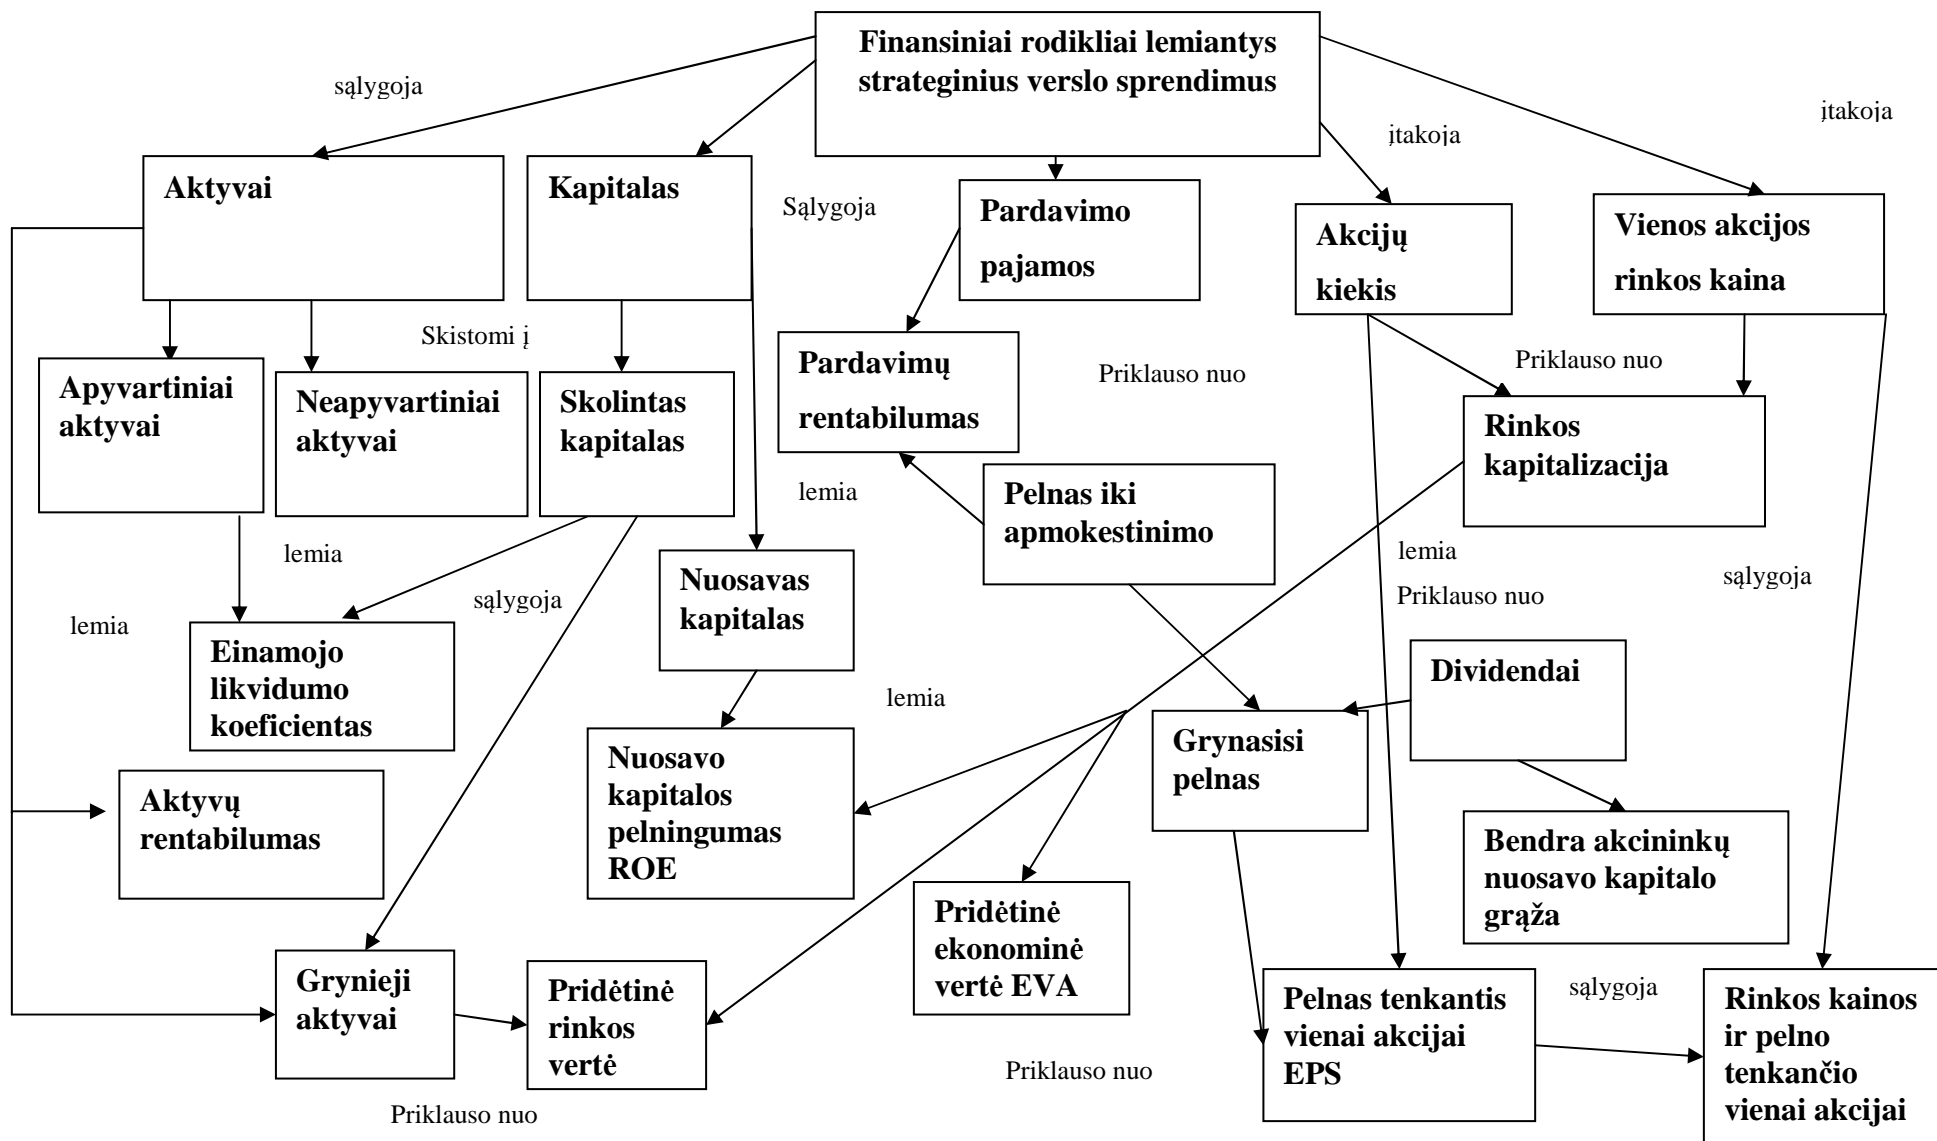 Finansiniai rodikliai lemiantys
strateginius verslo sprendimus
sąlygoja
įtakoja
įtakoja
Aktyvai
Kapitalas
Sąlygoja
Pardavimo
pajamos
Akcijų
kiekis
Vienos akcijos
rinkos kaina
Skistomi į
Apyvartiniai
aktyvai
Neapyvartiniai
aktyvai
Skolintas
kapitalas
Pardavimų
rentabilumas
Priklauso nuo
Priklauso nuo
Rinkos
kapitalizacija
lemia
Pelnas iki
apmokestinimo
lemia
lemia
sąlygoja
Priklauso nuo
sąlygoja
lemia
Nuosavas
kapitalas
Einamojo
likvidumo
koeficientas
Dividendai
lemia
Nuosavo
kapitalos
pelningumas
ROE
Grynasisi
pelnas
Aktyvų
rentabilumas
Bendra akcininkų
nuosavo kapitalo
grąža
Pridėtinė
ekonominė
vertė EVA
Grynieji
aktyvai
Pridėtinė
rinkos
vertė
Pelnas tenkantis
vienai akcijai
EPS
sąlygoja
Rinkos kainos
ir pelno
tenkančio
vienai akcijai
Priklauso nuo
Priklauso nuo